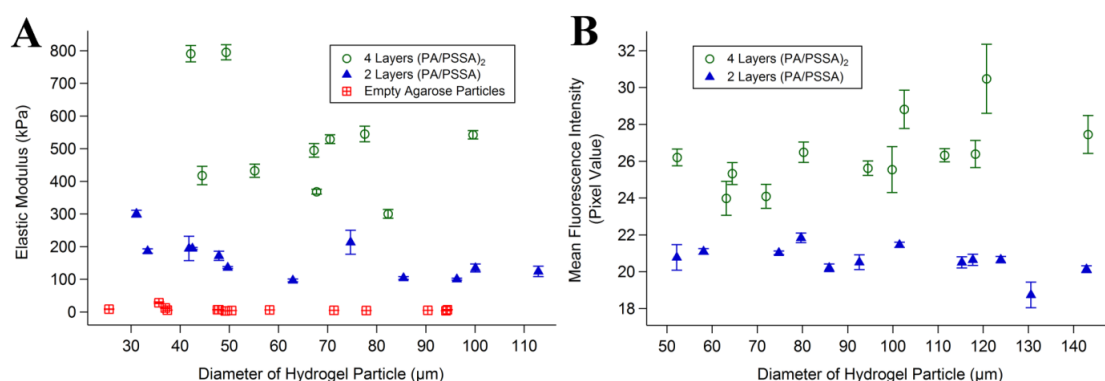 A
800
700
600
500
400
300
200
100
0
Elastic Modulus (kPa)
4 Layers (PA/PSSA)₂
2 Layers (PA/PSSA)
Empty Agarose Particles
30 40 50 60 70 80 90 100 110
Diameter of Hydrogel Particle (µm)
B
32
30
28
26
24
22
20
18
Mean Fluorescence Intensity
(Pixel Value)
4 Layers (PA/PSSA)₂
2 Layers (PA/PSSA)
50 60 70 80 90 100 110 120 130 140
Diameter of Hydrogel Particle (µm)